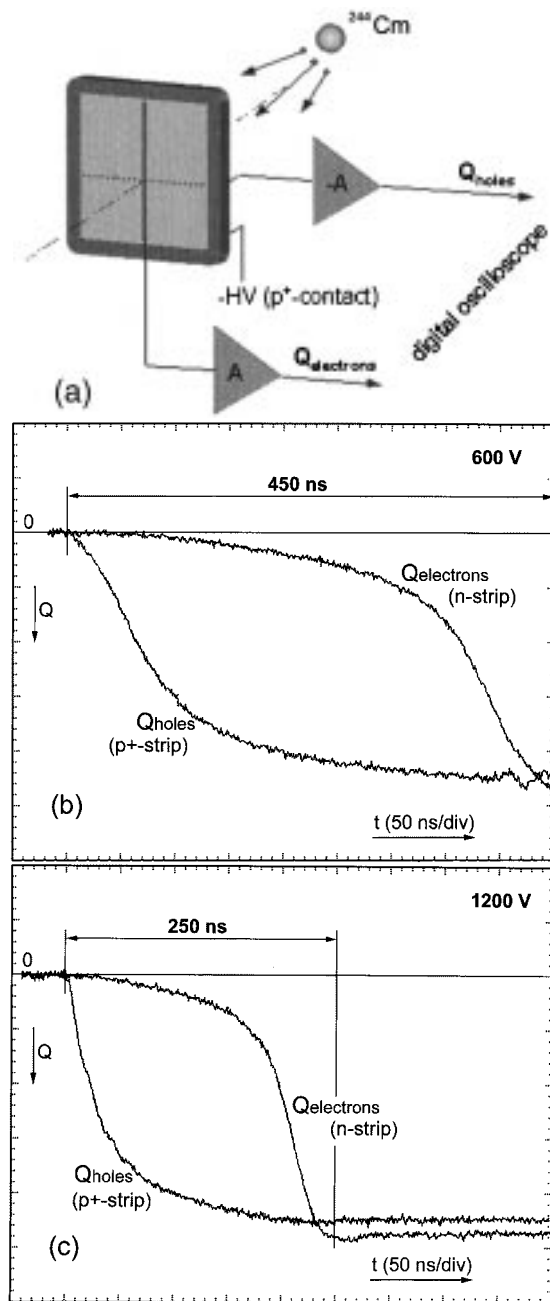 ²⁴⁴Cm
-A
Qholes
-HV (p⁺-contact)
digital oscilloscope
A
Qelectrons
(a)
600 V
450 ns
0
Qelectrons
(n-strip)
Q
Qholes
(p+-strip)
(b)
t (50 ns/div)
1200 V
250 ns
0
Q
Qelectrons
(n-strip)
Qholes
(p+-strip)
(c)
t (50 ns/div)